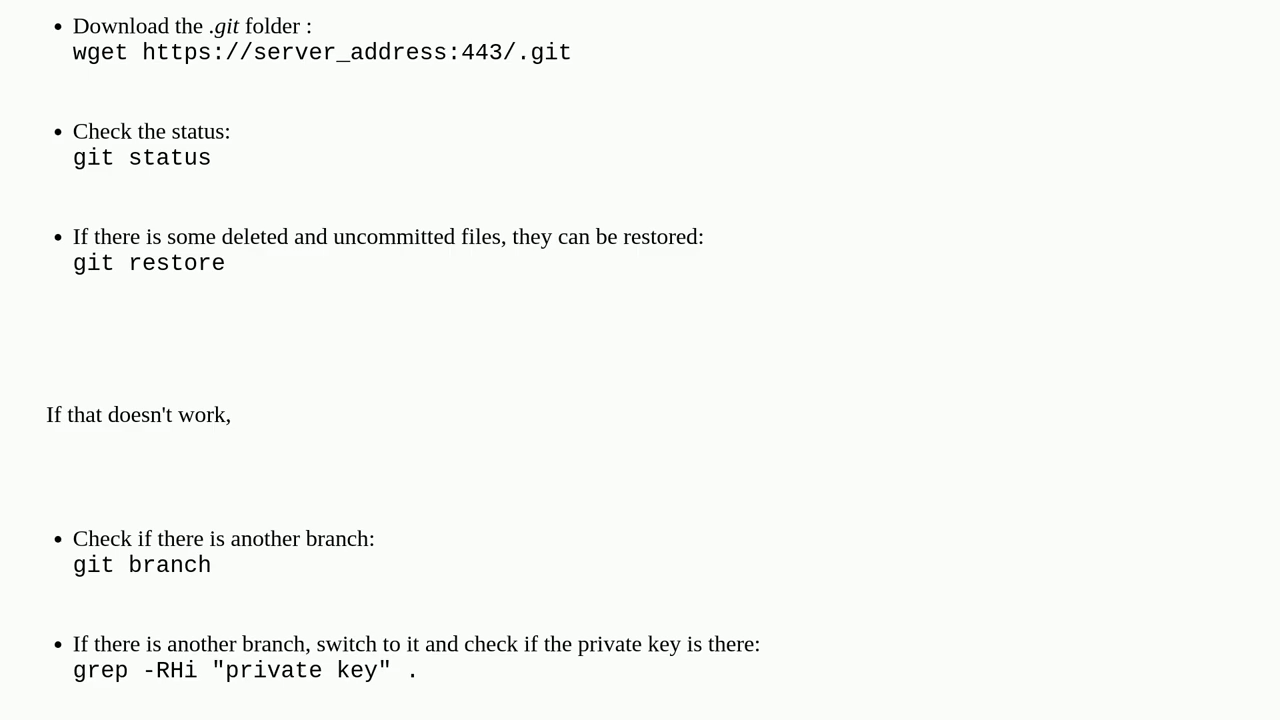 • Download the .git folder :
wget https://server_address:443/.git
• Check the status:
git status
• If there is some deleted and uncommitted files, they can be restored:
git restore
If that doesn't work,
• Check if there is another branch:
git branch
• If there is another branch, switch to it and check if the private key is there:
grep -RHi "private key" .